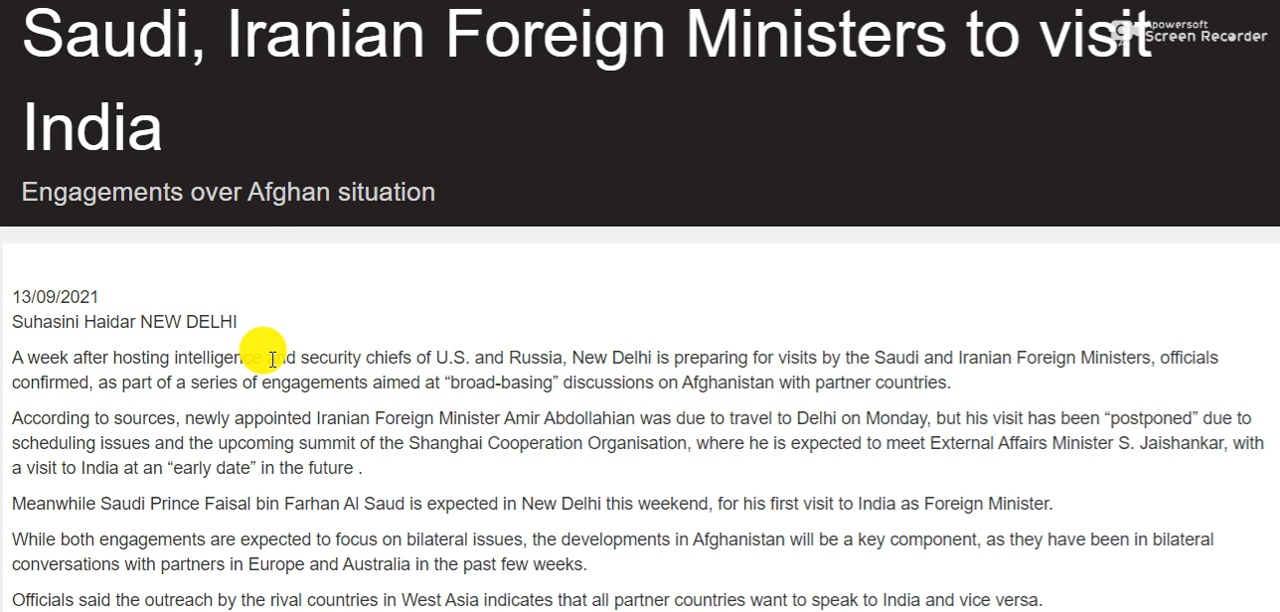 Saudi, Iranian Foreign Ministers to visit
Apowersoft
Screen Recorder
India
Engagements over Afghan situation
13/09/2021
Suhasini Haidar NEW DELHI
A week after hosting intelligence and security chiefs of U.S. and Russia, New Delhi is preparing for visits by the Saudi and Iranian Foreign Ministers, officials
confirmed, as part of a series of engagements aimed at “broad-basing” discussions on Afghanistan with partner countries.
According to sources, newly appointed Iranian Foreign Minister Amir Abdollahian was due to travel to Delhi on Monday, but his visit has been “postponed” due to
scheduling issues and the upcoming summit of the Shanghai Cooperation Organisation, where he is expected to meet External Affairs Minister S. Jaishankar, with
a visit to India at an “early date” in the future .
Meanwhile Saudi Prince Faisal bin Farhan Al Saud is expected in New Delhi this weekend, for his first visit to India as Foreign Minister.
While both engagements are expected to focus on bilateral issues, the developments in Afghanistan will be a key component, as they have been in bilateral
conversations with partners in Europe and Australia in the past few weeks.
Officials said the outreach by the rival countries in West Asia indicates that all partner countries want to speak to India and vice versa.